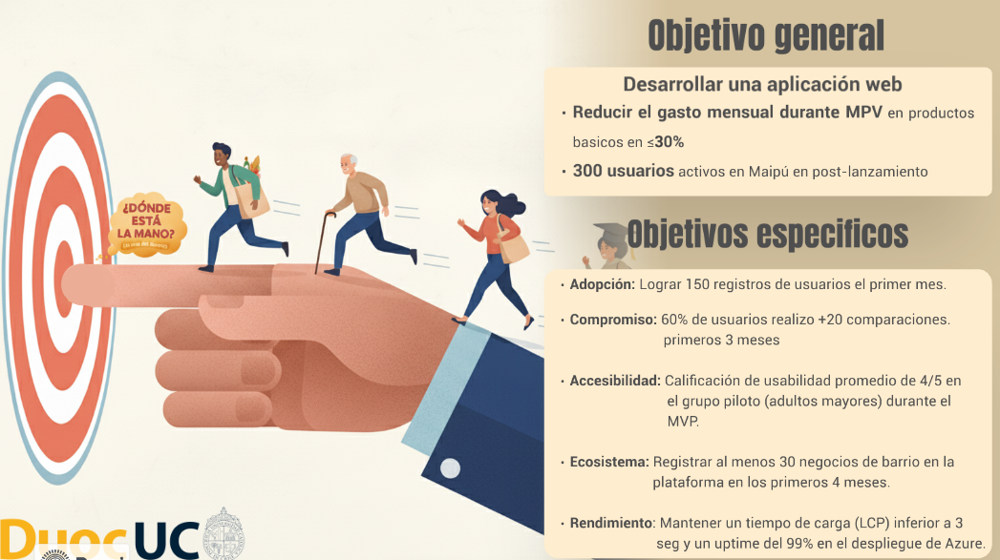 Objetivo general
Desarrollar una aplicación web
• Reducir el gasto mensual durante MPV en productos
basicos en ≤30%
• 300 usuarios activos en Maipú en post-lanzamiento
¿DÓNDE
ESTÁ
LA MANO?
Objetivos especificos
• Adopción: Lograr 150 registros de usuarios el primer mes.
• Compromiso: 60% de usuarios realizo +20 comparaciones.
primeros 3 meses
• Accesibilidad: Calificación de usabilidad promedio de 4/5 en
el grupo piloto (adultos mayores) durante el
MVP.
• Ecosistema: Registrar al menos 30 negocios de barrio en la
plataforma en los primeros 4 meses.
• Rendimiento: Mantener un tiempo de carga (LCP) inferior a 3
seg y un uptime del 99% en el despliegue de Azure.
Duoc UC